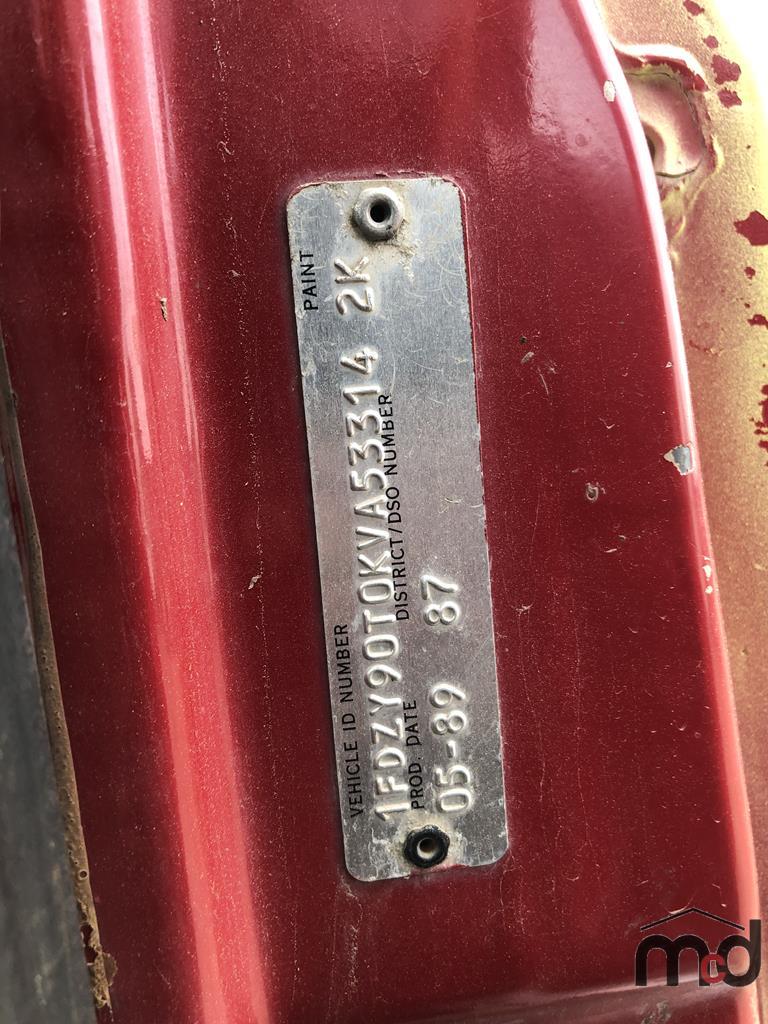 VEHICLE ID NUMBER PAINT
1FDZY90T0KVA53314 2K
PROD. DATE DISTRICT/DSO NUMBER
05-89 87
mcd